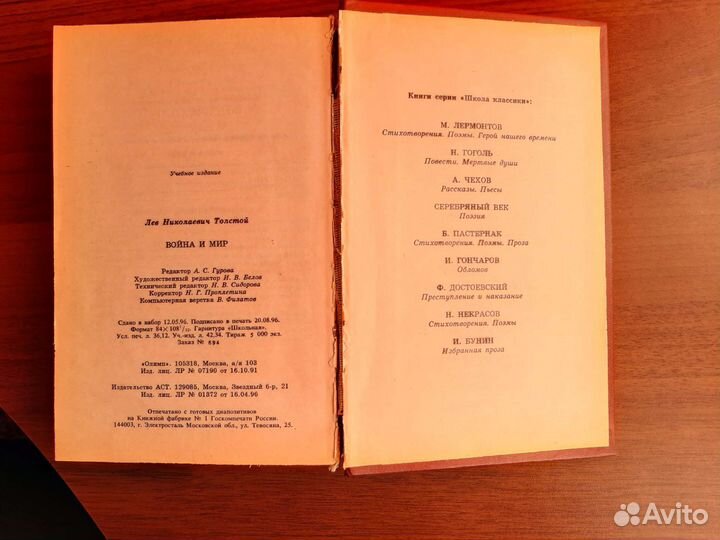 Учебное издание
Лев Николаевич Толстой
ВОЙНА И МИР
Редактор А. С. Гурова
Художественный редактор И. В. Белов
Технический редактор Н. В. Сидорова
Корректор Н. Г. Проплетина
Компьютерная верстка В. Филатов
Сдано в набор 12.05.96. Подписано в печать 20.08.96.
Формат 84×108¹/₃₂. Гарнитура «Школьная».
Усл. печ. л. 36,12. Уч.-изд. л. 42,34. Тираж 5 000 экз.
Заказ № 594
«Олимп». 105318, Москва, а/я 103
Изд. лиц. ЛР № 07190 от 16.10.91
Издательство АСТ. 129085, Москва, Звездный б-р, 21
Изд. лиц. ЛР № 01372 от 16.04.96
Отпечатано с готовых диапозитивов
на Книжной фабрике № 1 Госкомпечати России.
144003, г. Электросталь Московской обл., ул. Тевосяна, 25.
Книги серии «Школа классики»:
М. ЛЕРМОНТОВ
Стихотворения. Поэмы. Герой нашего времени
Н. ГОГОЛЬ
Повести. Мертвые души
А. ЧЕХОВ
Рассказы. Пьесы
СЕРЕБРЯНЫЙ ВЕК
Поэзия
Б. ПАСТЕРНАК
Стихотворения. Поэмы. Проза
И. ГОНЧАРОВ
Обломов
Ф. ДОСТОЕВСКИЙ
Преступление и наказание
Н. НЕКРАСОВ
Стихотворения. Поэмы
И. БУНИН
Избранная проза
Avito